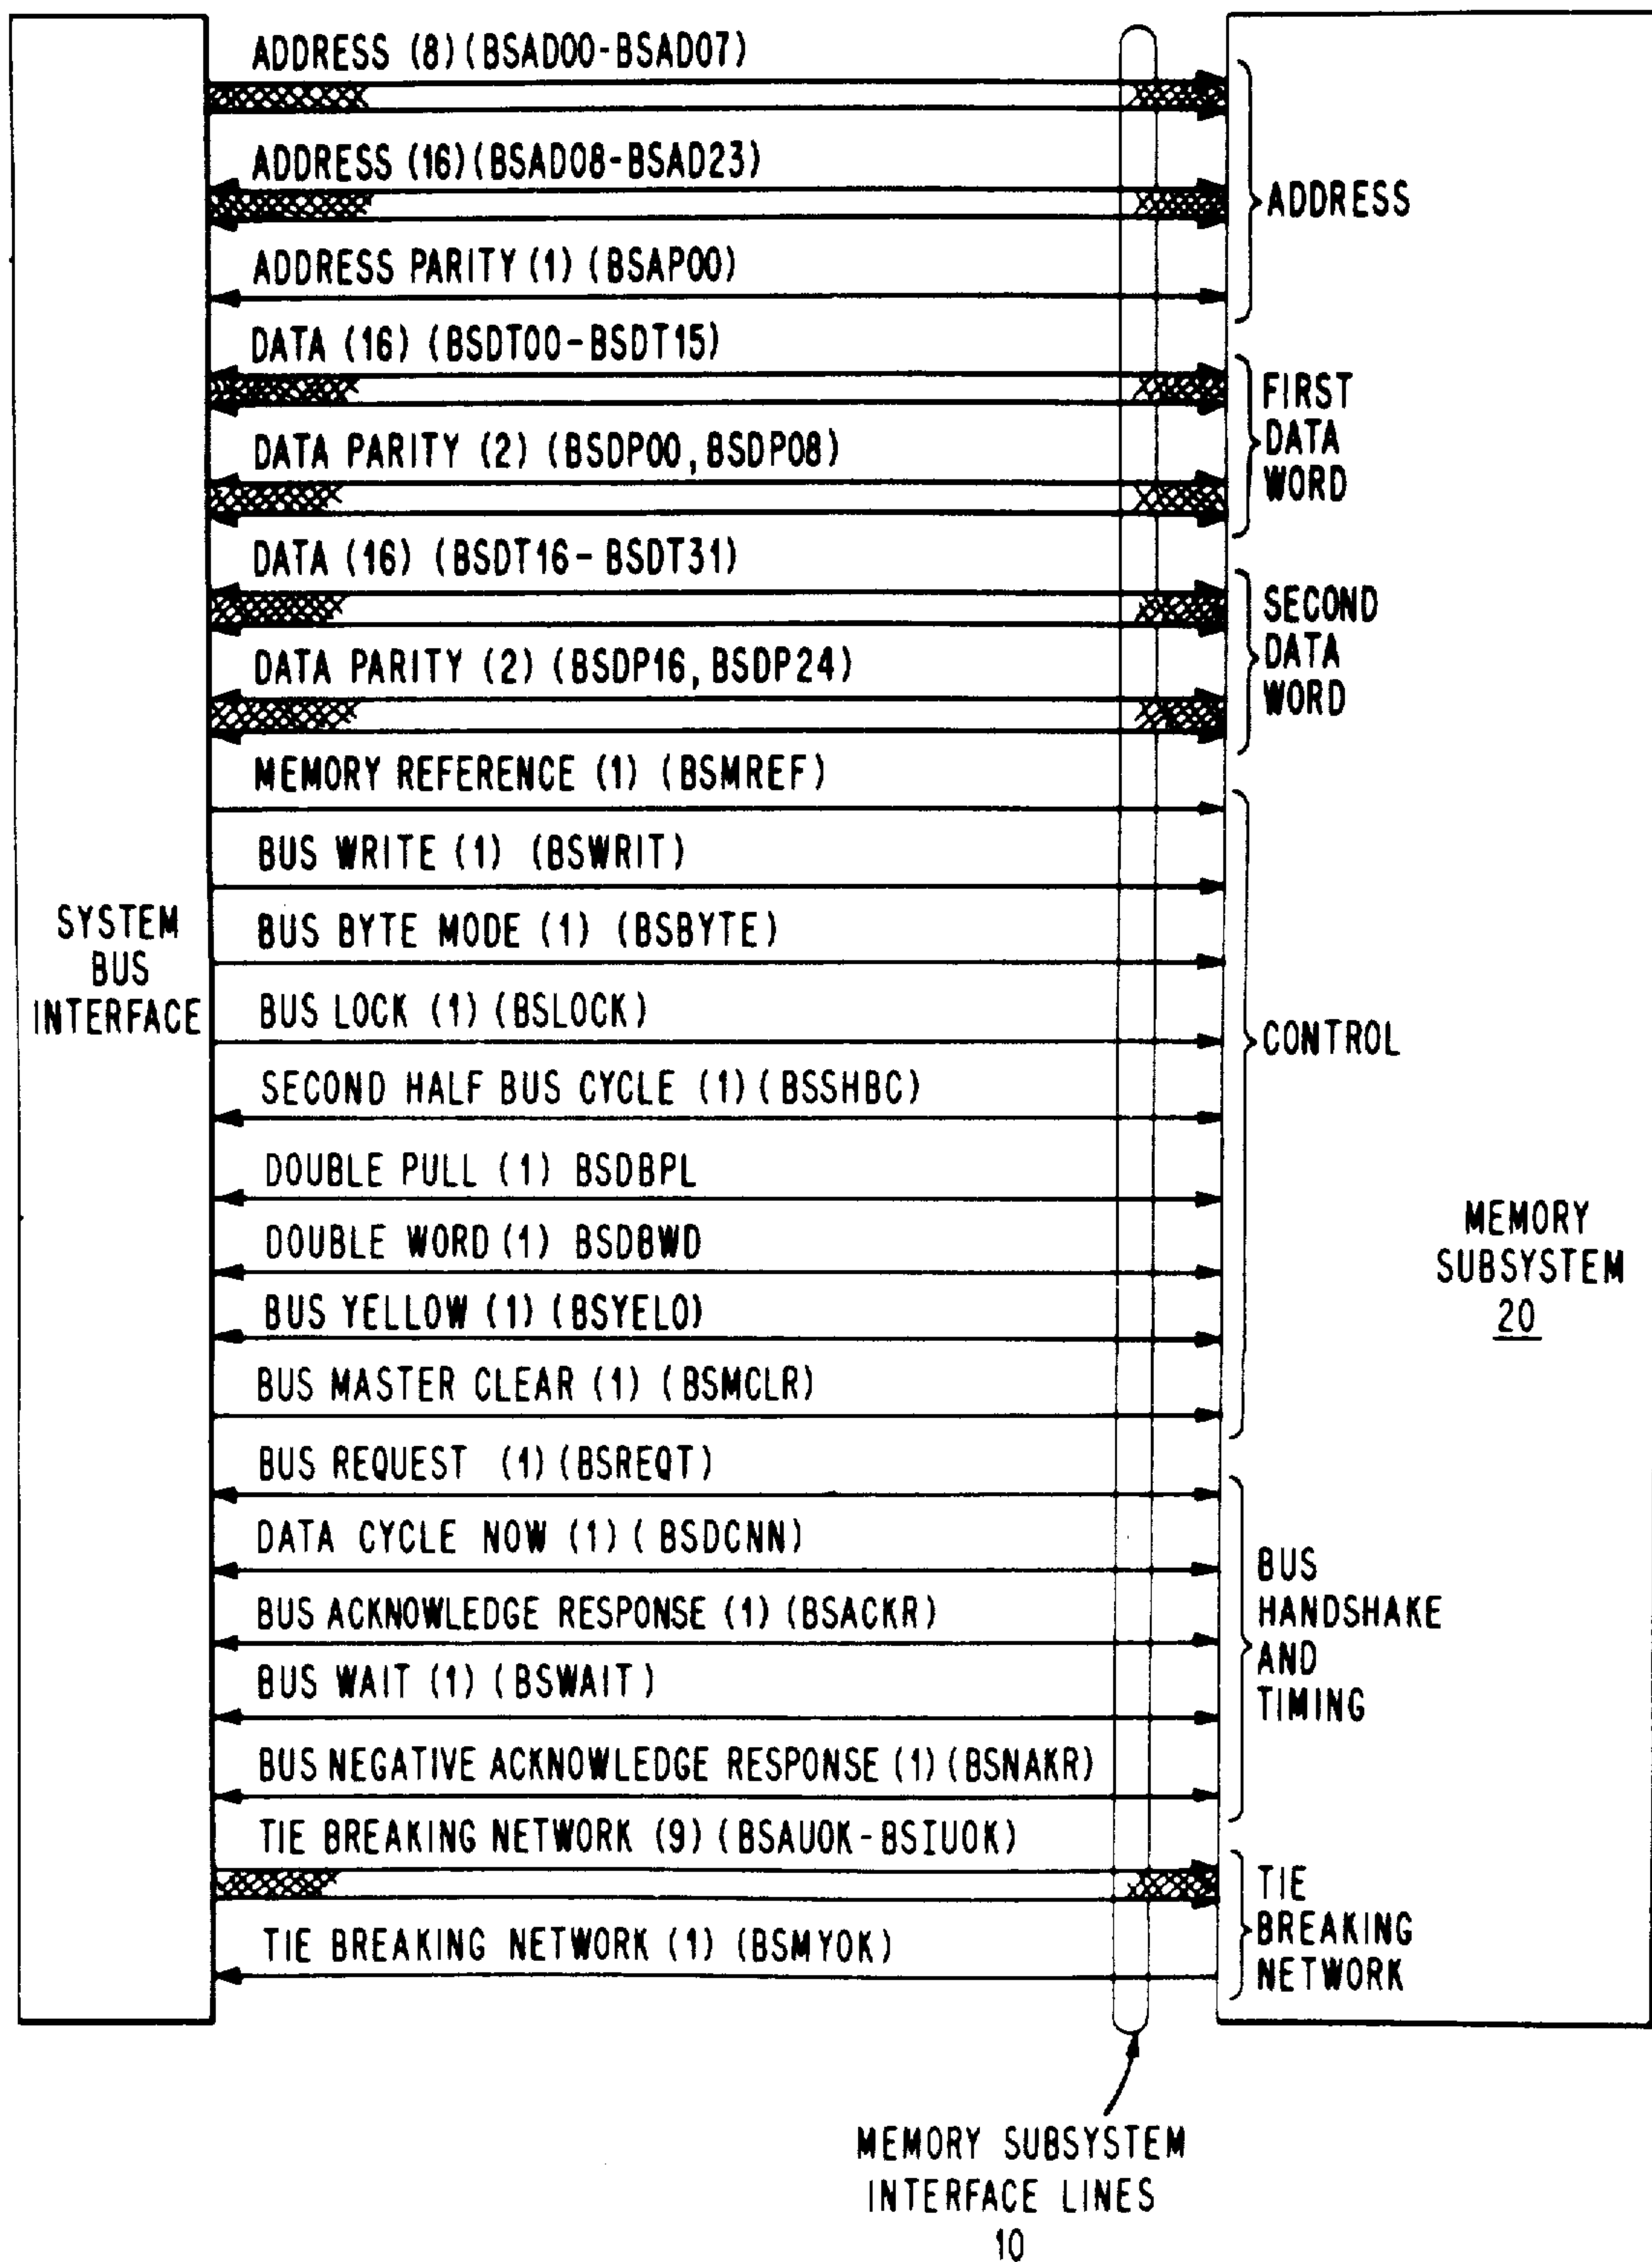 ADDRESS (8) (BSAD00-BSAD07)
ADDRESS (16) (BSAD08-BSAD23)
ADDRESS PARITY (1) (BSAP00)
ADDRESS
DATA (16) (BSDT00-BSDT15)
DATA PARITY (2) (BSDP00, BSDP08)
FIRST
DATA
WORD
DATA (16) (BSDT16-BSDT31)
DATA PARITY (2) (BSDP16, BSDP24)
SECOND
DATA
WORD
MEMORY REFERENCE (1) (BSMREF)
BUS WRITE (1) (BSWRIT)
BUS BYTE MODE (1) (BSBYTE)
BUS LOCK (1) (BSLOCK)
SECOND HALF BUS CYCLE (1) (BSSHBC)
DOUBLE PULL (1) BSDBPL
DOUBLE WORD (1) BSDBWD
BUS YELLOW (1) (BSYELO)
BUS MASTER CLEAR (1) (BSMCLR)
CONTROL
SYSTEM
BUS
INTERFACE
MEMORY
SUBSYSTEM
20
BUS REQUEST (1) (BSREQT)
DATA CYCLE NOW (1) (BSDCNN)
BUS ACKNOWLEDGE RESPONSE (1) (BSACKR)
BUS WAIT (1) (BSWAIT)
BUS NEGATIVE ACKNOWLEDGE RESPONSE (1) (BSNAKR)
BUS
HANDSHAKE
AND
TIMING
TIE BREAKING NETWORK (9) (BSAUOK-BSIUOK)
TIE BREAKING NETWORK (1) (BSMYOK)
TIE
BREAKING
NETWORK
MEMORY SUBSYSTEM
INTERFACE LINES
10